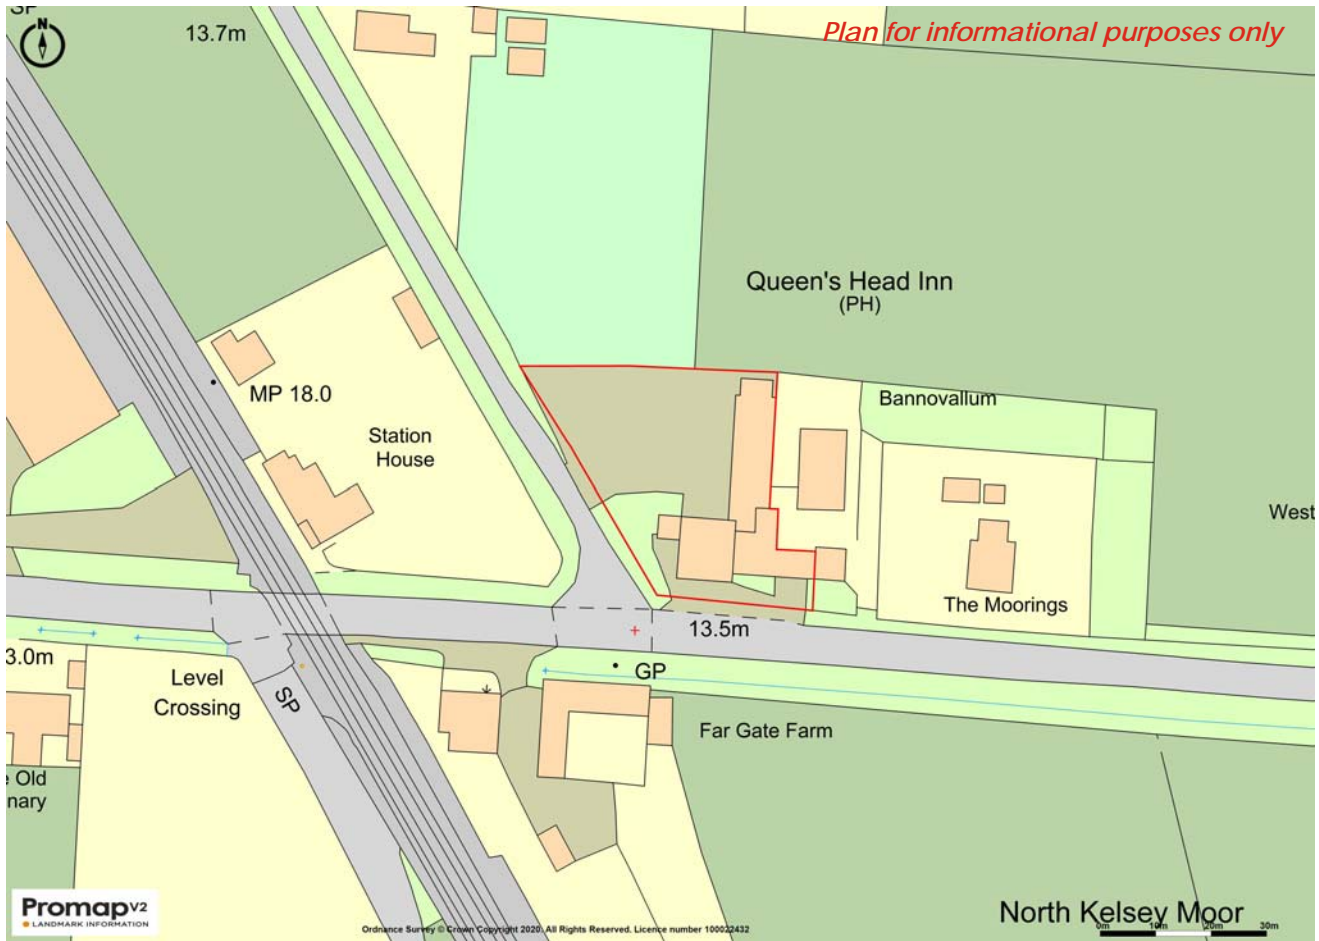 SP
N
13.7m
Plan for informational purposes only
Queen's Head Inn
(PH)
MP 18.0
Bannovallum
Station
House
West
The Moorings
13.5m
3.0m
GP
Level
Crossing
SP
Far Gate Farm
Old
nary
North Kelsey Moor
0m 10m 20m 30m
Promap V2
LANDMARK INFORMATION
Ordnance Survey © Crown Copyright 2020. All Rights Reserved. Licence number 100022432